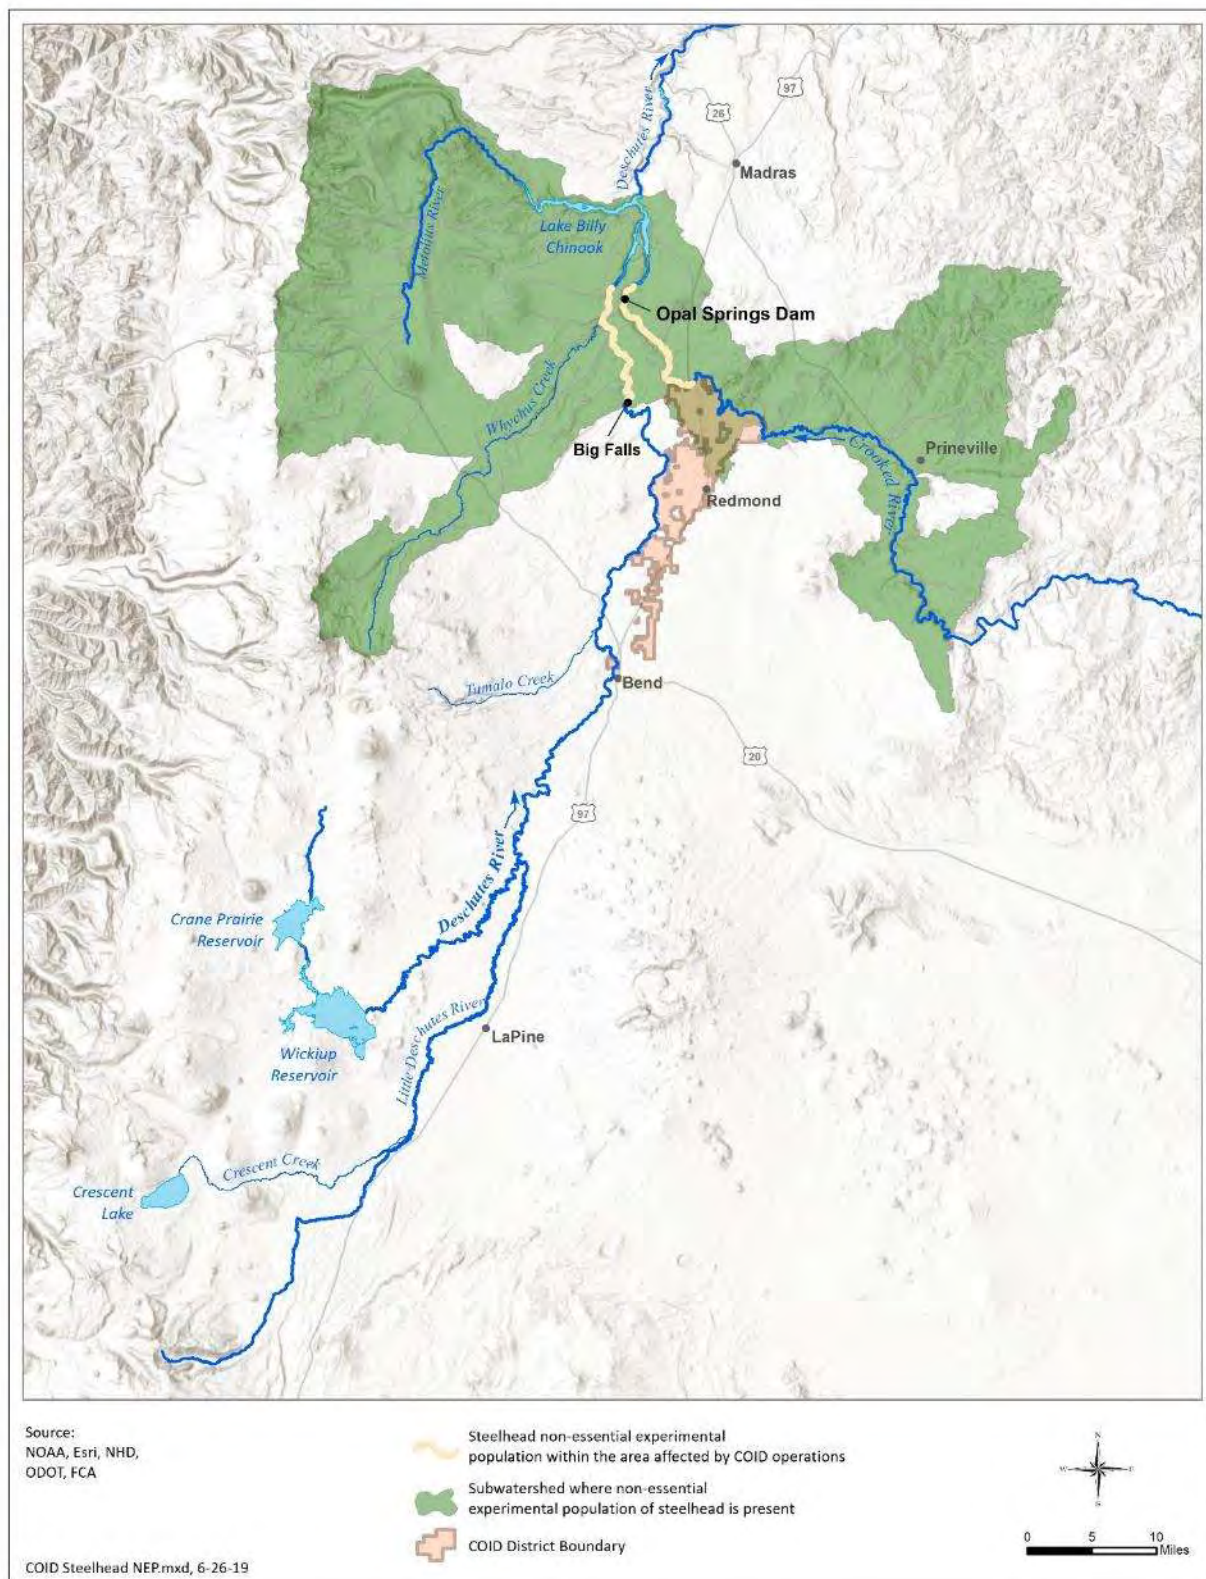 97
26
Deschutes River
Madras
Metolius River
Lake Billy
Chinook
Opal Springs Dam
Whychus Creek
Big Falls
Crooked River
Prineville
Redmond
Tumalo Creek
Bend
20
97
Deschutes River
Crane Prairie
Reservoir
Wickiup
Reservoir
Little Deschutes River
LaPine
Crescent Creek
Crescent
Lake
Source:
NOAA, Esri, NHD,
ODOT, FCA
Steelhead non-essential experimental
population within the area affected by COID operations
Subwatershed where non-essential
experimental population of steelhead is present
COID District Boundary
N
W
E
S
0 5 10
Miles
COID Steelhead NEP.mxd, 6-26-19